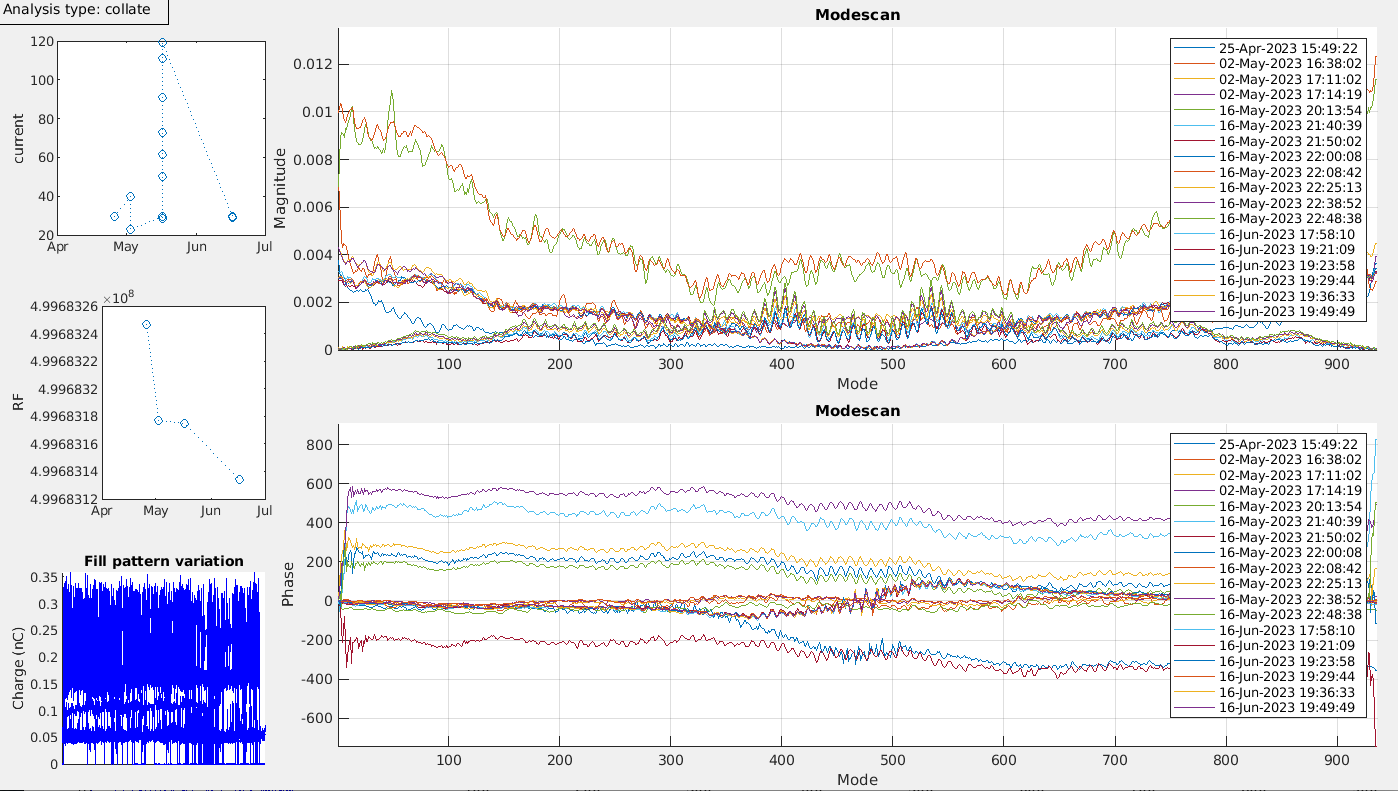 Analysis type: collate
120
100
80
60
40
20
current
Apr
May
Jun
Jul
×10⁸
4.9968326
4.9968324
4.9968322
4.996832
4.9968318
4.9968316
4.9968314
4.9968312
RF
Apr
May
Jun
Jul
Fill pattern variation
0.35
0.3
0.25
0.2
0.15
0.1
0.05
0
Charge (nC)
Modescan
0.012
0.01
0.008
0.006
0.004
0.002
0
Magnitude
100
200
300
400
500
600
700
800
900
Mode
25-Apr-2023 15:49:22
02-May-2023 16:38:02
02-May-2023 17:11:02
02-May-2023 17:14:19
16-May-2023 20:13:54
16-May-2023 21:40:39
16-May-2023 21:50:02
16-May-2023 22:00:08
16-May-2023 22:08:42
16-May-2023 22:25:13
16-May-2023 22:38:52
16-May-2023 22:48:38
16-Jun-2023 17:58:10
16-Jun-2023 19:21:09
16-Jun-2023 19:23:58
16-Jun-2023 19:29:44
16-Jun-2023 19:36:33
16-Jun-2023 19:49:49
Modescan
800
600
400
200
0
-200
-400
-600
Phase
100
200
300
400
500
600
700
800
900
Mode
25-Apr-2023 15:49:22
02-May-2023 16:38:02
02-May-2023 17:11:02
02-May-2023 17:14:19
16-May-2023 20:13:54
16-May-2023 21:40:39
16-May-2023 21:50:02
16-May-2023 22:00:08
16-May-2023 22:08:42
16-May-2023 22:25:13
16-May-2023 22:38:52
16-May-2023 22:48:38
16-Jun-2023 17:58:10
16-Jun-2023 19:21:09
16-Jun-2023 19:23:58
16-Jun-2023 19:29:44
16-Jun-2023 19:36:33
16-Jun-2023 19:49:49